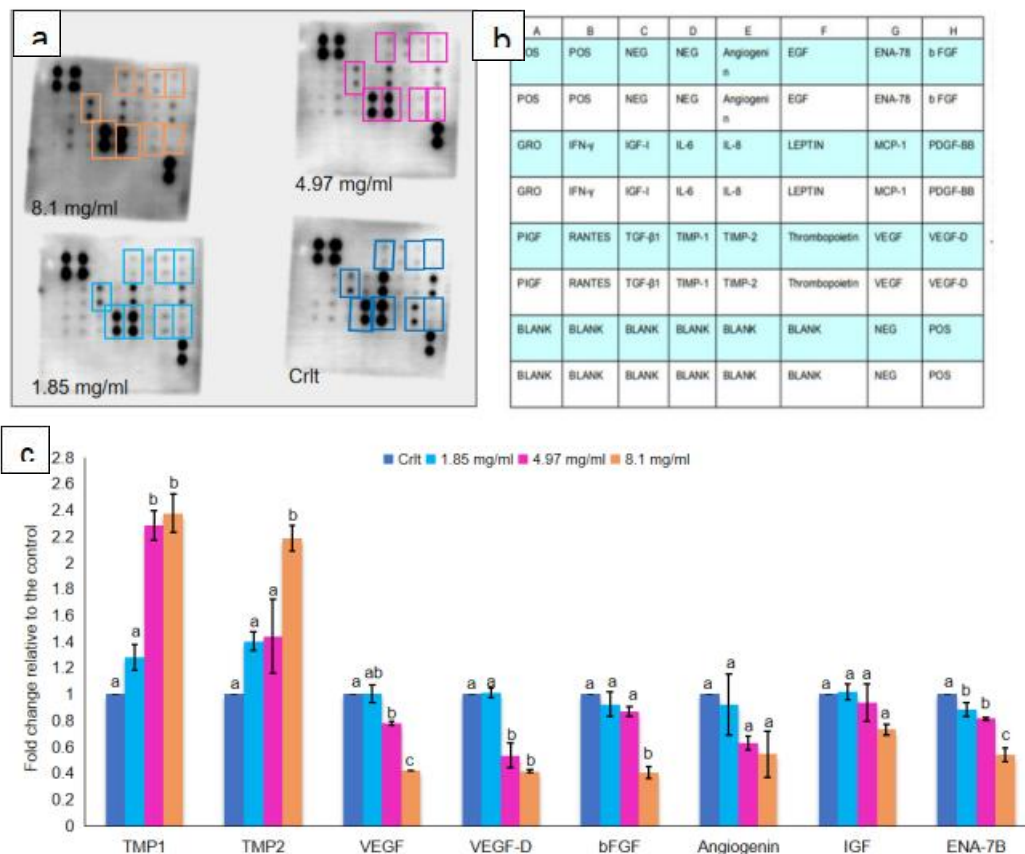 a
8.1 mg/ml
4.97 mg/ml
1.85 mg/ml
Crlt
b
A B C D E F G H
OS POS NEG NEG Angiogeni n EGF ENA-78 b FGF
POS POS NEG NEG Angiogeni n EGF ENA-78 b FGF
GRO IFN-γ IGF-I IL-6 IL-8 LEPTIN MCP-1 PDGF-BB
GRO IFN-γ IGF-I IL-6 IL-8 LEPTIN MCP-1 PDGF-BB
PIGF RANTES TGF-β1 TIMP-1 TIMP-2 Thrombopoietin VEGF VEGF-D
PIGF RANTES TGF-β1 TIMP-1 TIMP-2 Thrombopoietin VEGF VEGF-D
BLANK BLANK BLANK BLANK BLANK BLANK NEG POS
BLANK BLANK BLANK BLANK BLANK BLANK NEG POS
c
Crlt 1.85 mg/ml 4.97 mg/ml 8.1 mg/ml
Fold change relative to the control
2.8
2.6
2.4
2.2
2
1.8
1.6
1.4
1.2
1
0.8
0.6
0.4
0.2
0
a a b b
a a a b
a ab b c
a a b b
a a a b
a a a a
a a a a
a b b c
TMP1 TMP2 VEGF VEGF-D bFGF Angiogenin IGF ENA-7B